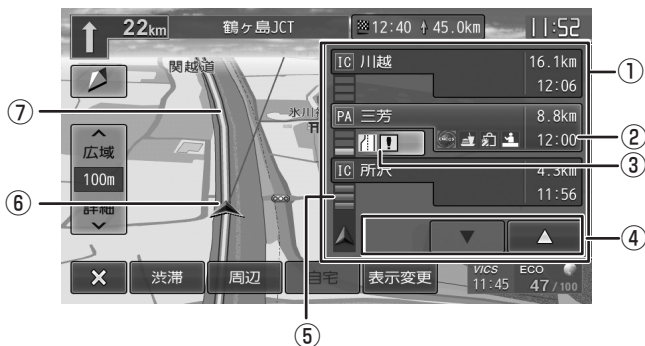 22km
鶴ヶ島JCT
12:40
45.0km
11:52
関越道
氷川
広域
100m
詳細
IC 川越
16.1km
12:06
PA 三芳
8.8km
12:00
IC 所沢
4.3km
11:56
渋滞
周辺
自宅
表示変更
VICS
11:45
ECO
47/100
①
②
③
④
⑤
⑥
⑦